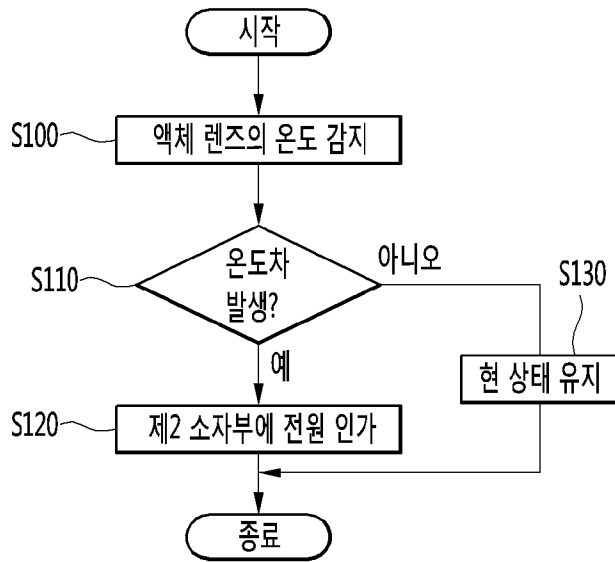 시작
S100
액체 렌즈의 온도 감지
S110
온도차
발생?
아니오
S130
예
현 상태 유지
S120
제2 소자부에 전원 인가
종료